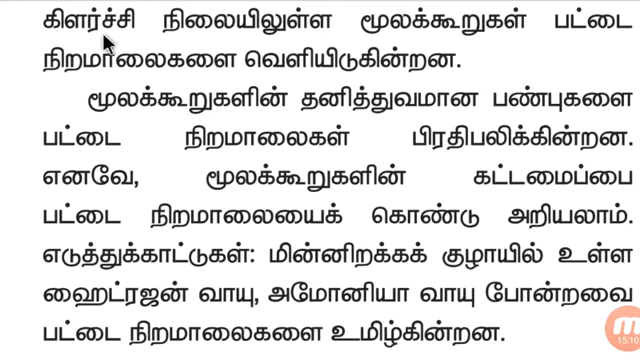 கிளர்ச்சி நிலையிலுள்ள மூலக்கூறுகள் பட்டை
நிறமாலைகளை வெளியிடுகின்றன.
மூலக்கூறுகளின் தனித்துவமான பண்புகளை
பட்டை நிறமாலைகள் பிரதிபலிக்கின்றன.
எனவே, மூலக்கூறுகளின் கட்டமைப்பை
பட்டை நிறமாலையைக் கொண்டு அறியலாம்.
எடுத்துக்காட்டுகள்: மின்னிறக்கக் குழாயில் உள்ள
ஹைட்ரஜன் வாயு, அமோனியா வாயு போன்றவை
பட்டை நிறமாலைகளை உமிழ்கின்றன.
15:10